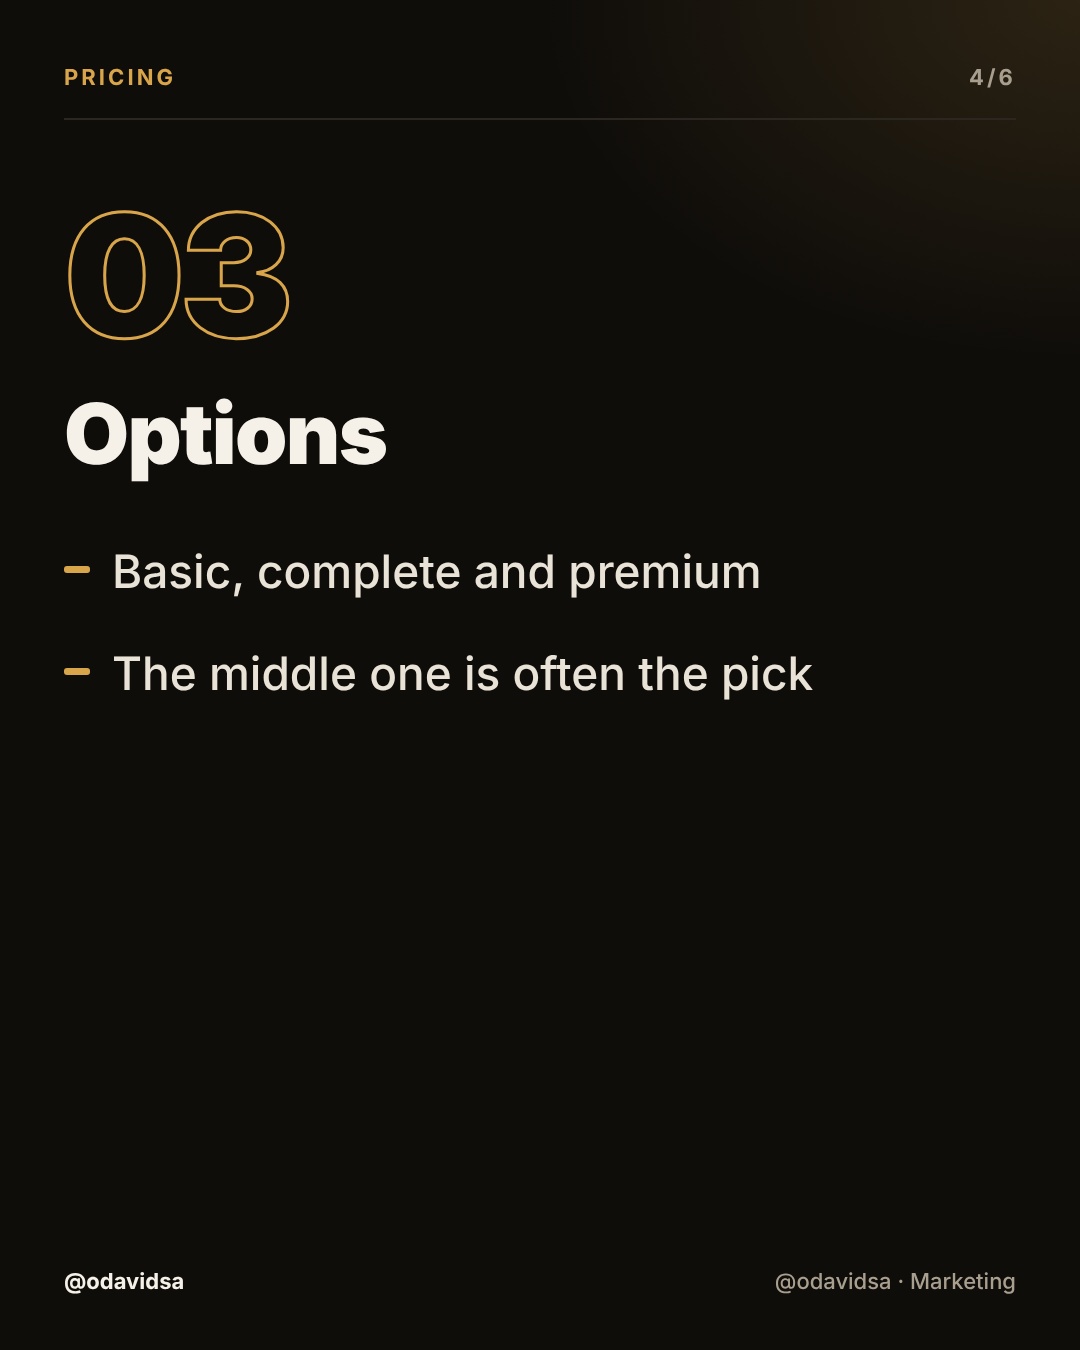 PRICING
4/6
03
Options
Basic, complete and premium
The middle one is often the pick
@odavidsa
@odavidsa · Marketing